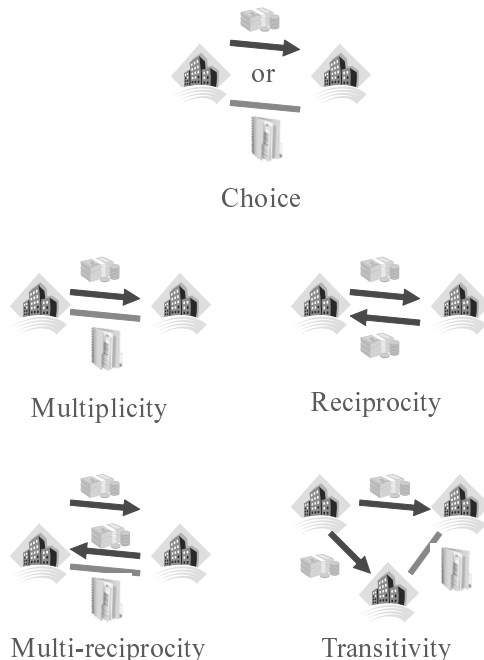 or
Choice
Multiplicity
Reciprocity
Multi-reciprocity
Transitivity